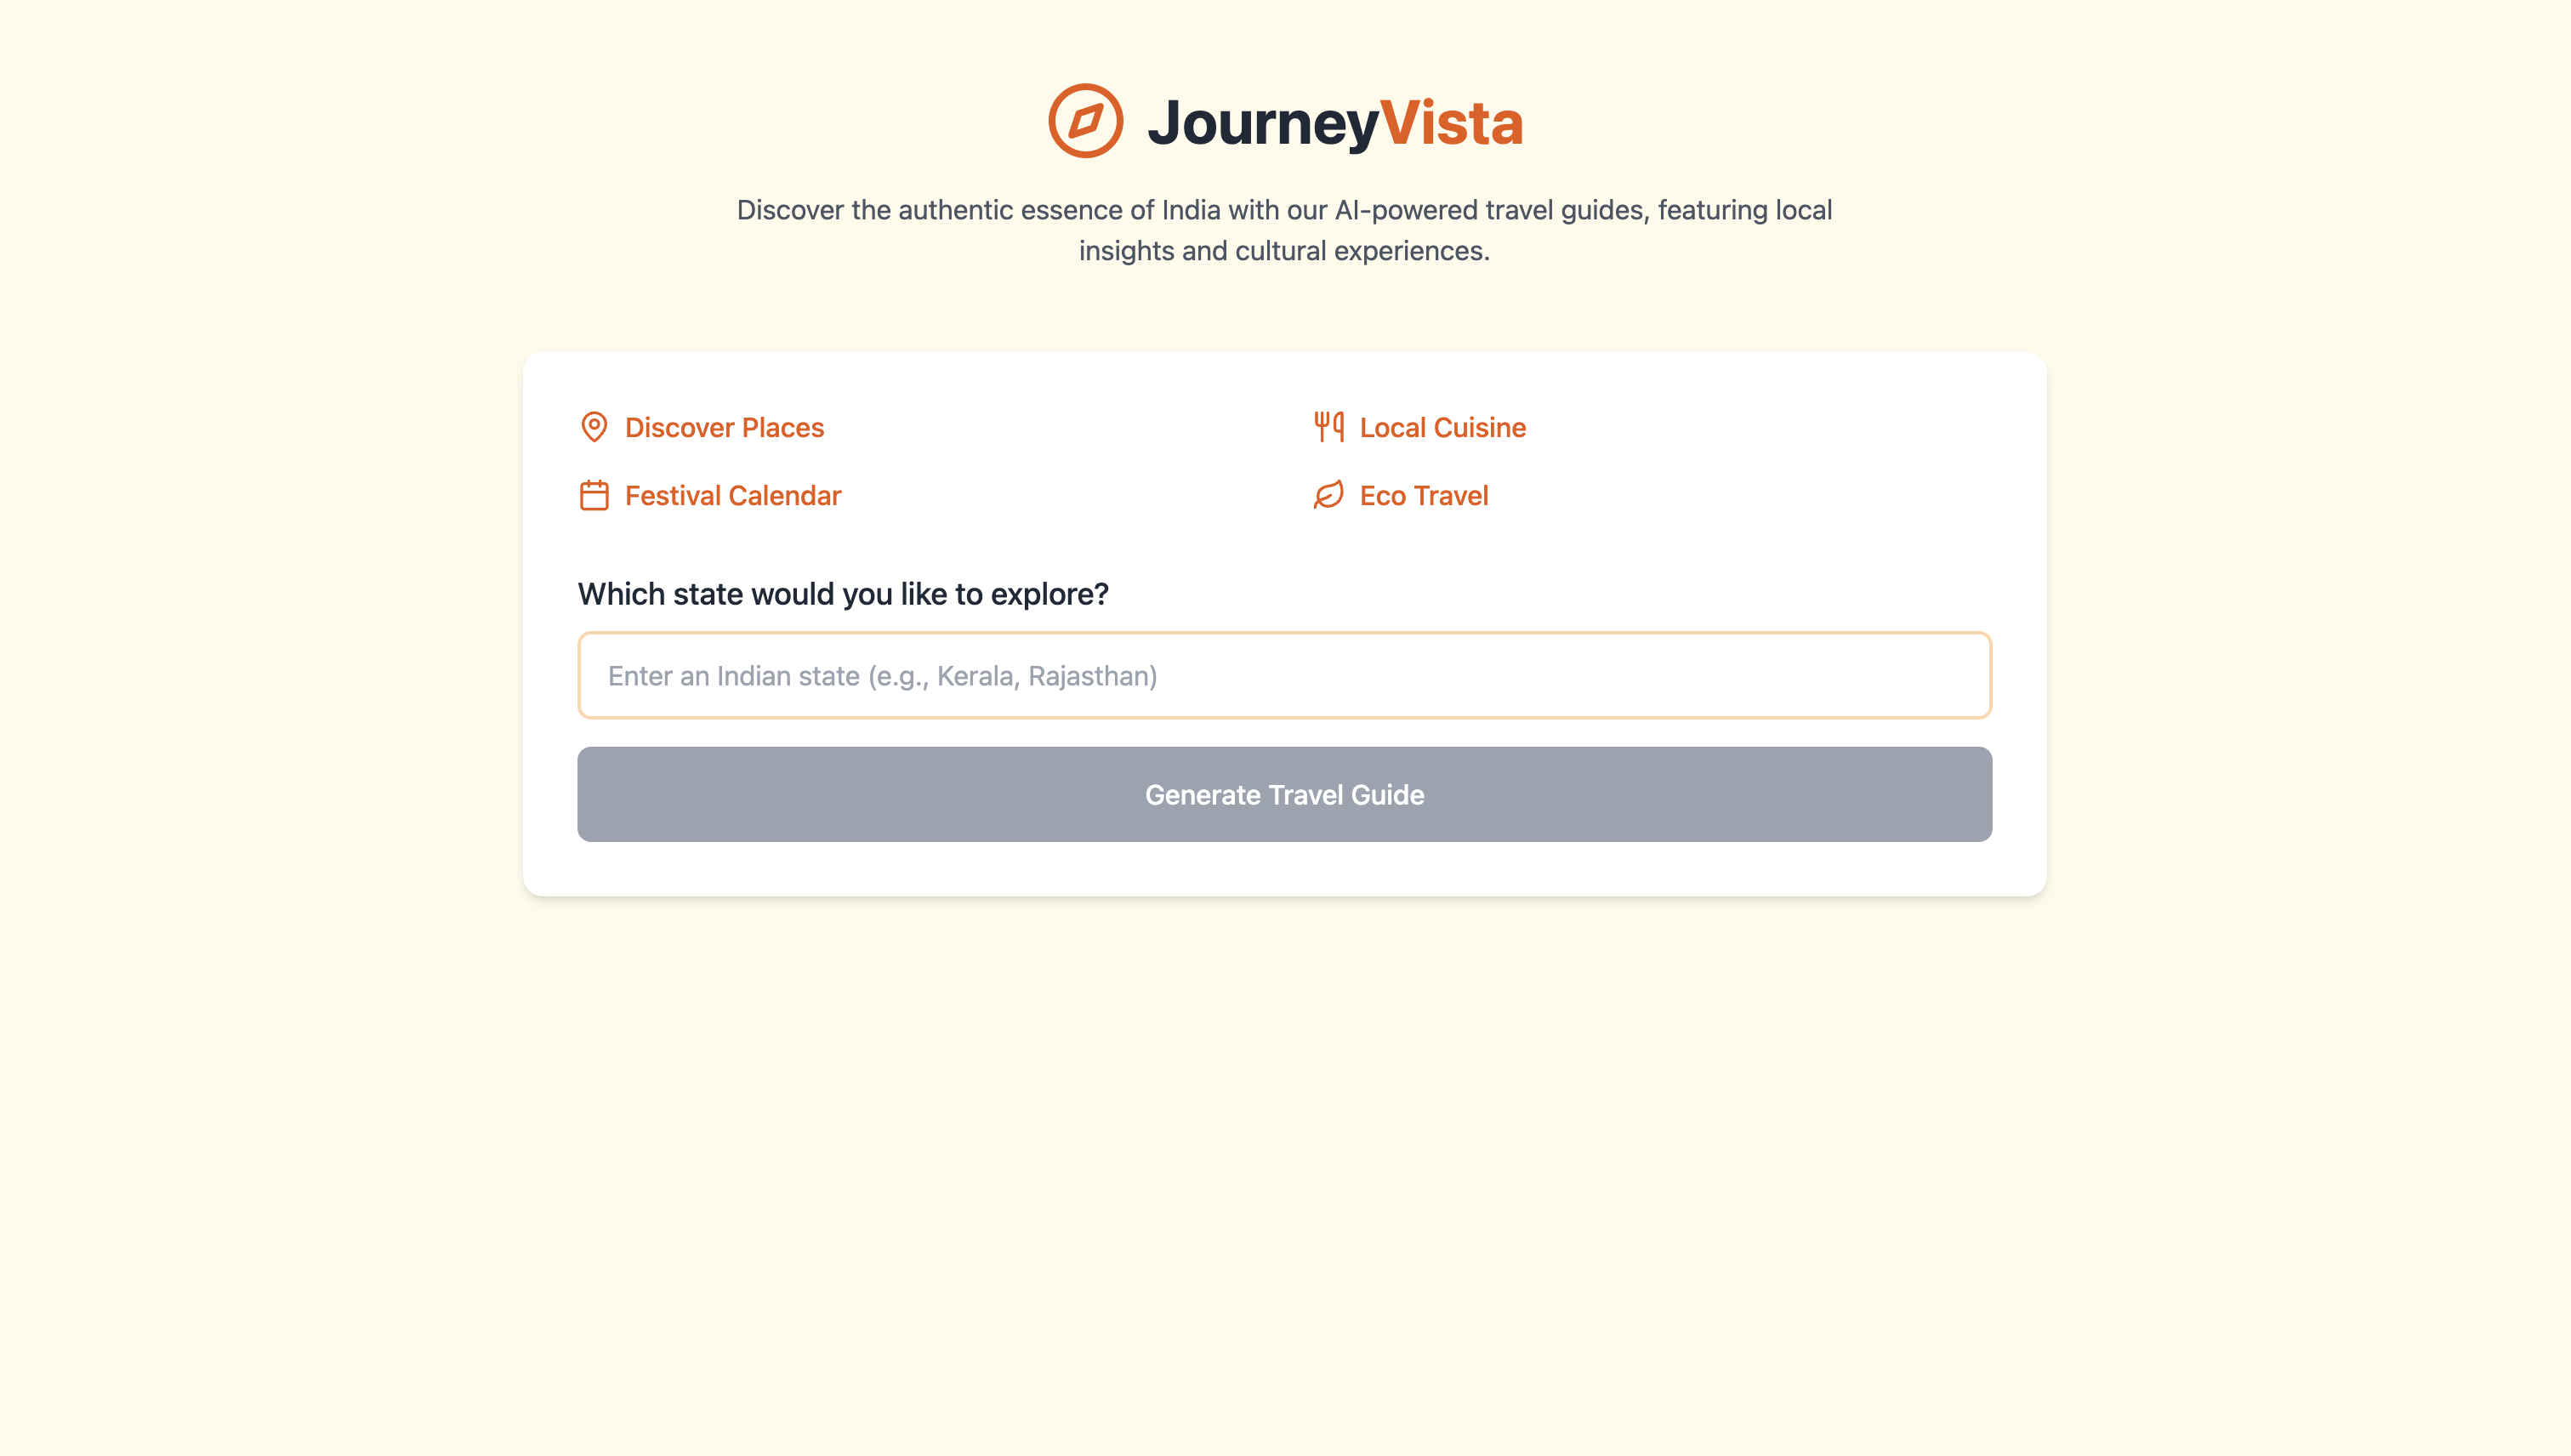 JourneyVista
Discover the authentic essence of India with our AI-powered travel guides, featuring local
insights and cultural experiences.
Discover Places
Local Cuisine
Festival Calendar
Eco Travel
Which state would you like to explore?
Enter an Indian state (e.g., Kerala, Rajasthan)
Generate Travel Guide